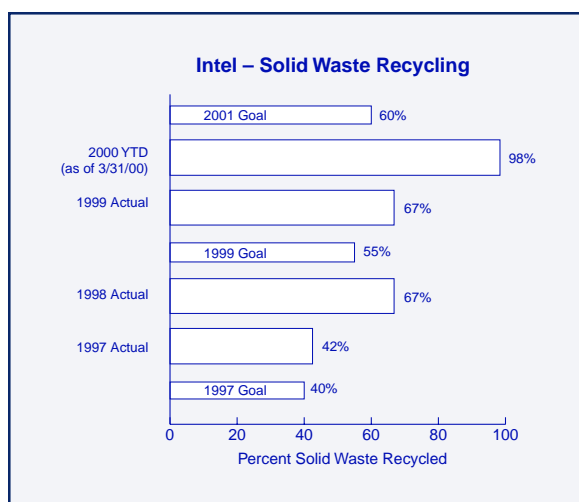 Intel – Solid Waste Recycling
2001 Goal 60%
2000 YTD
(as of 3/31/00)
98%
1999 Actual 67%
1999 Goal 55%
1998 Actual 67%
1997 Actual 42%
1997 Goal 40%
0 20 40 60 80 100
Percent Solid Waste Recycled